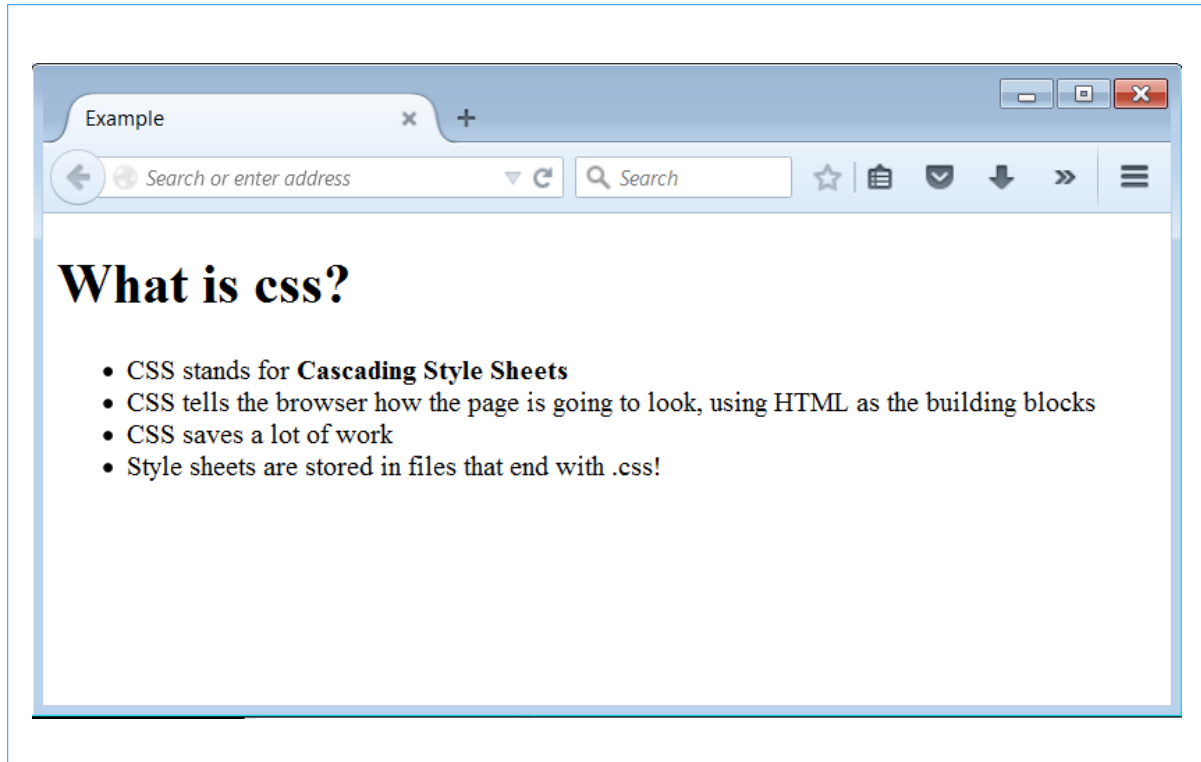 Example
Search or enter address
Search
What is css?
CSS stands for Cascading Style Sheets
CSS tells the browser how the page is going to look, using HTML as the building blocks
CSS saves a lot of work
Style sheets are stored in files that end with .css!